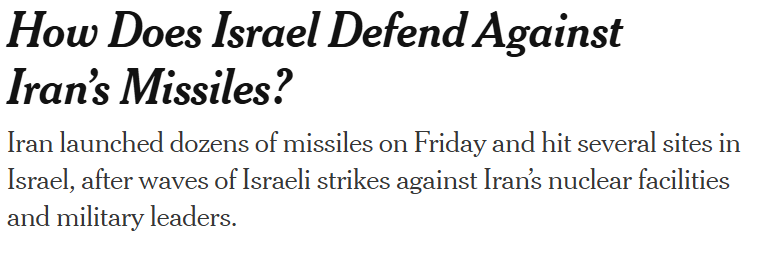 How Does Israel Defend Against
Iran’s Missiles?
Iran launched dozens of missiles on Friday and hit several sites in
Israel, after waves of Israeli strikes against Iran’s nuclear facilities
and military leaders.